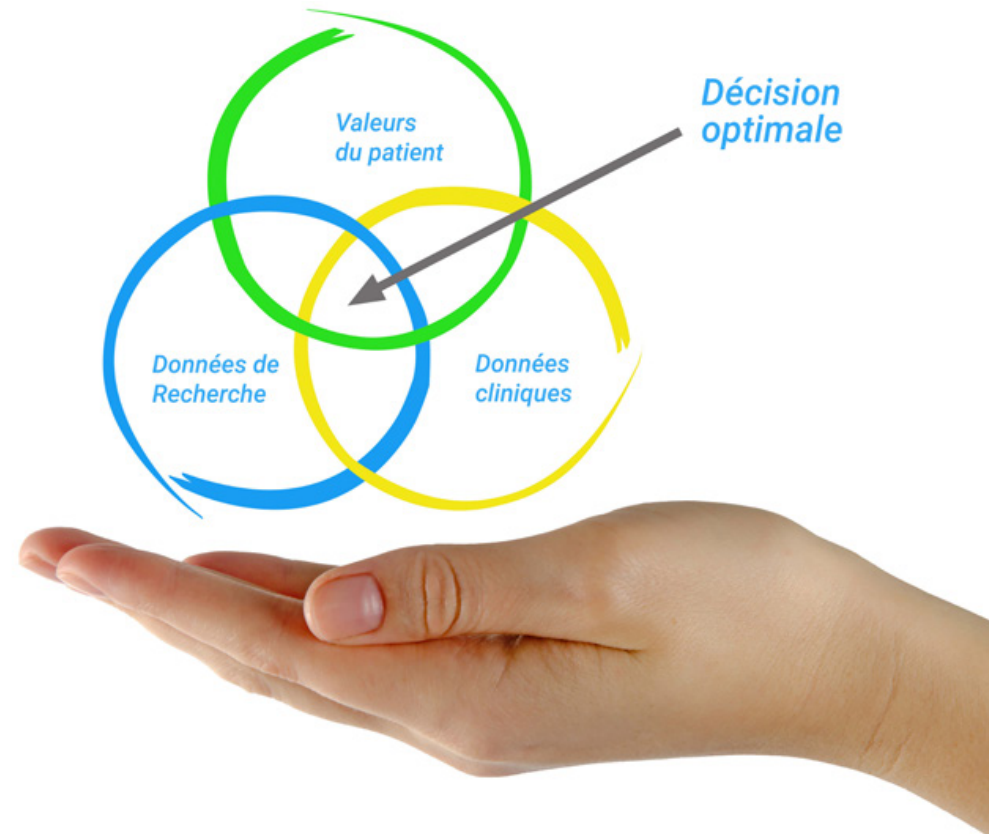 Décision
optimale
Valeurs
du patient
Données de
Recherche
Données
cliniques